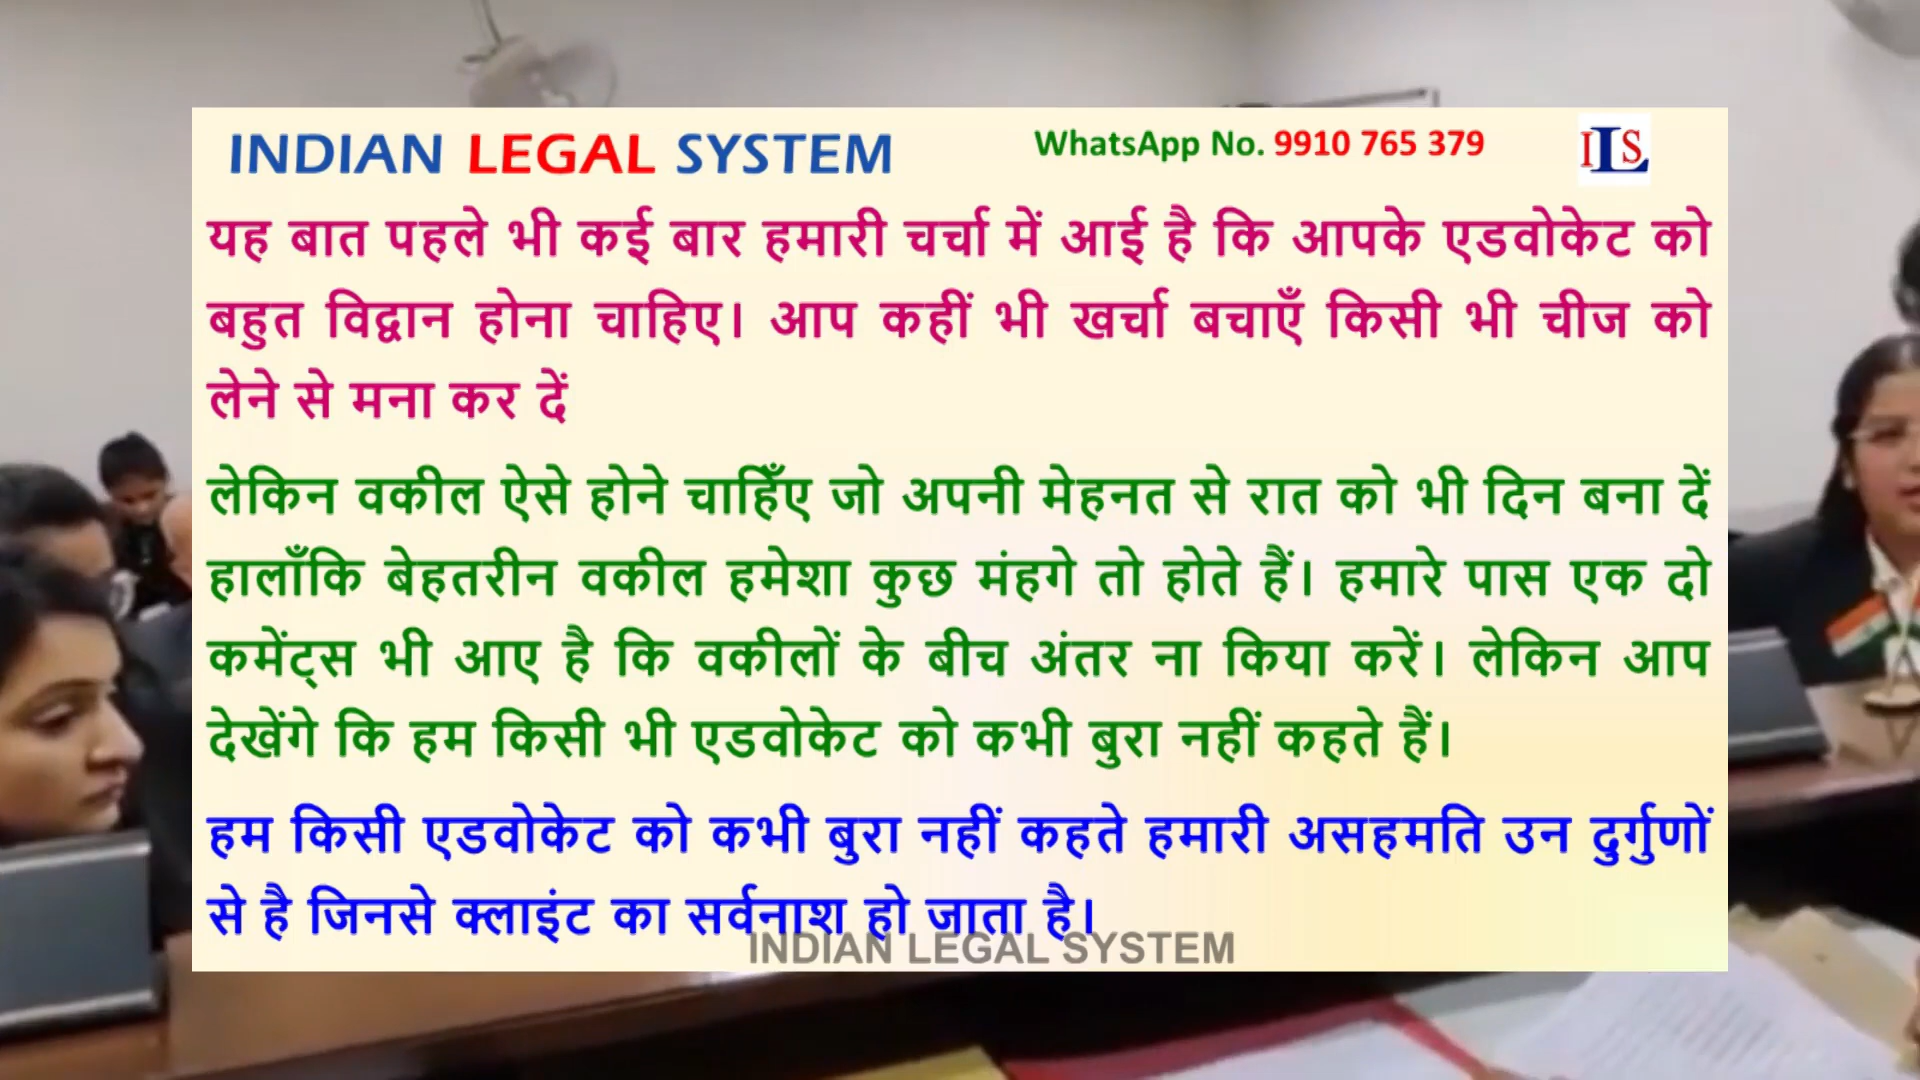 INDIAN LEGAL SYSTEM
WhatsApp No. 9910 765 379
ILS
यह बात पहले भी कई बार हमारी चर्चा में आई है कि आपके एडवोकेट को
बहुत विद्वान होना चाहिए। आप कहीं भी खर्चा बचाएँ किसी भी चीज को
लेने से मना कर दें
लेकिन वकील ऐसे होने चाहिँए जो अपनी मेहनत से रात को भी दिन बना दें
हालाँकि बेहतरीन वकील हमेशा कुछ मंहगे तो होते हैं। हमारे पास एक दो
कमेंट्स भी आए है कि वकीलों के बीच अंतर ना किया करें। लेकिन आप
देखेंगे कि हम किसी भी एडवोकेट को कभी बुरा नहीं कहते हैं।
हम किसी एडवोकेट को कभी बुरा नहीं कहते हमारी असहमति उन दुर्गुणों
से है जिनसे क्लाइंट का सर्वनाश हो जाता है।
INDIAN LEGAL SYSTEM